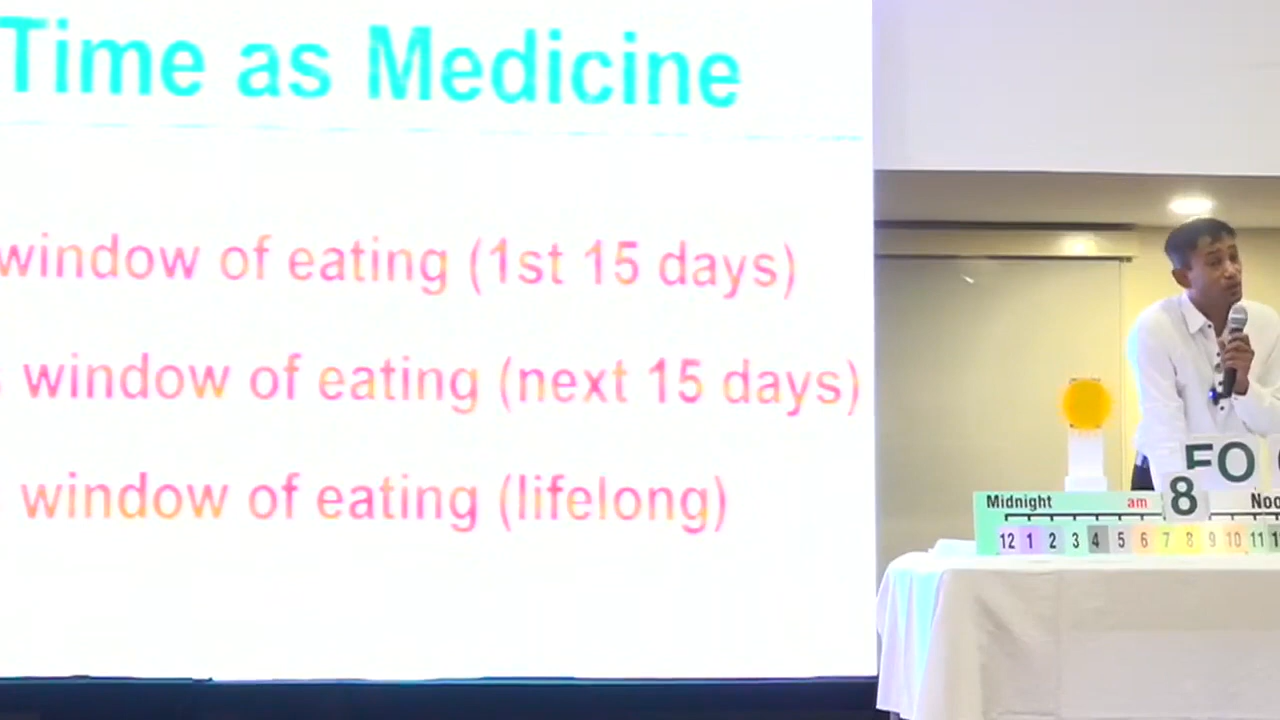 Time as Medicine
window of eating (1st 15 days)
window of eating (next 15 days)
window of eating (lifelong)
FO
8
Midnight am
12 1 2 3 4 5 6 7 8 9 10 11